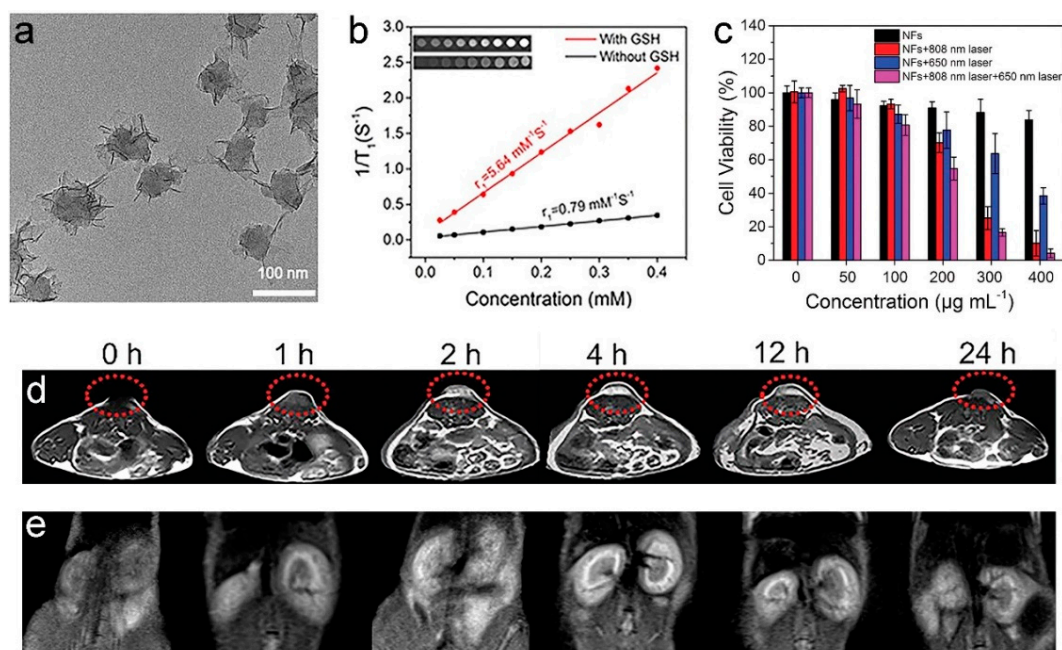 a
100 nm
b
With GSH
Without GSH
r₁=5.64 mM⁻¹S⁻¹
r₁=0.79 mM⁻¹S⁻¹
1/T₁(S⁻¹)
3.0
2.5
2.0
1.5
1.0
0.5
0.0
0.0 0.1 0.2 0.3 0.4
Concentration (mM)
c
NFs
NFs+808 nm laser
NFs+650 nm laser
NFs+808 nm laser+650 nm laser
Cell Viability (%)
140
120
100
80
60
40
20
0
0 50 100 200 300 400
Concentration (µg mL⁻¹)
0 h 1 h 2 h 4 h 12 h 24 h
d
e